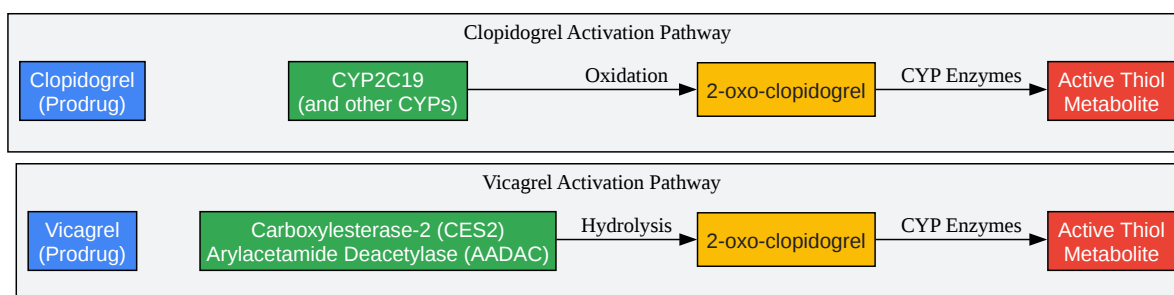 Clopidogrel Activation Pathway
Clopidogrel
(Prodrug)
CYP2C19
(and other CYPs)
Oxidation
2-oxo-clopidogrel
CYP Enzymes
Active Thiol
Metabolite
Vicagrel Activation Pathway
Vicagrel
(Prodrug)
Carboxylesterase-2 (CES2)
Arylacetamide Deacetylase (AADAC)
Hydrolysis
2-oxo-clopidogrel
CYP Enzymes
Active Thiol
Metabolite